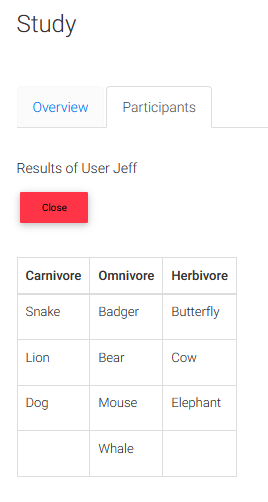 Study
Overview Participants
Results of User Jeff
Close
Carnivore Omnivore Herbivore
Snake Badger Butterfly
Lion Bear Cow
Dog Mouse Elephant
Whale